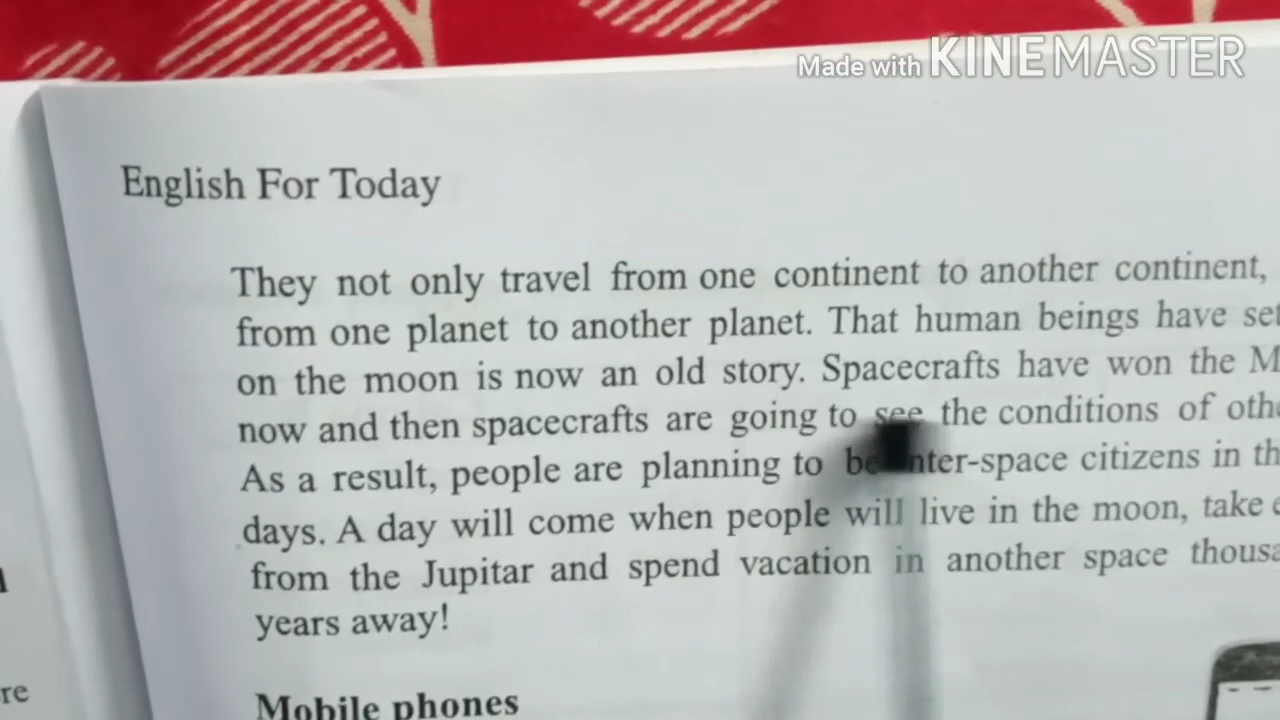 Made with KINEMASTER
English For Today
They not only travel from one continent to another continent,
from one planet to another planet. That human beings have
on the moon is now an old story. Spacecrafts have won the
now and then spacecrafts are going to see the conditions of
As a result, people are planning to be inter-space citizens in
days. A day will come when people will live in the moon, take
from the Jupitar and spend vacation in another space
years away!
Mobile phones
re